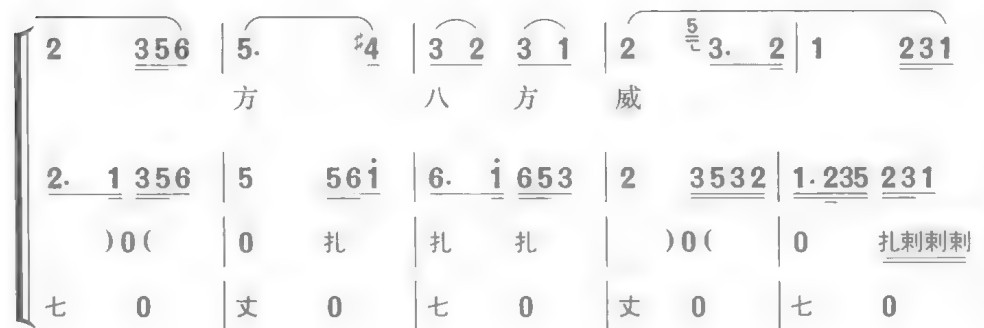 2 356 | 5. ♯4 | 3 2 3 1 | 2 5 3. 2 | 1 231
方 八 方 威
2. 1 356 | 5 56i̇ | 6. i̇ 653 | 2 3532 | 1.235 231
)0( | 0 扎 | 扎 扎 | )0( | 0 扎刺刺刺
七 0 | 丈 0 | 七 0 | 丈 0 | 七 0